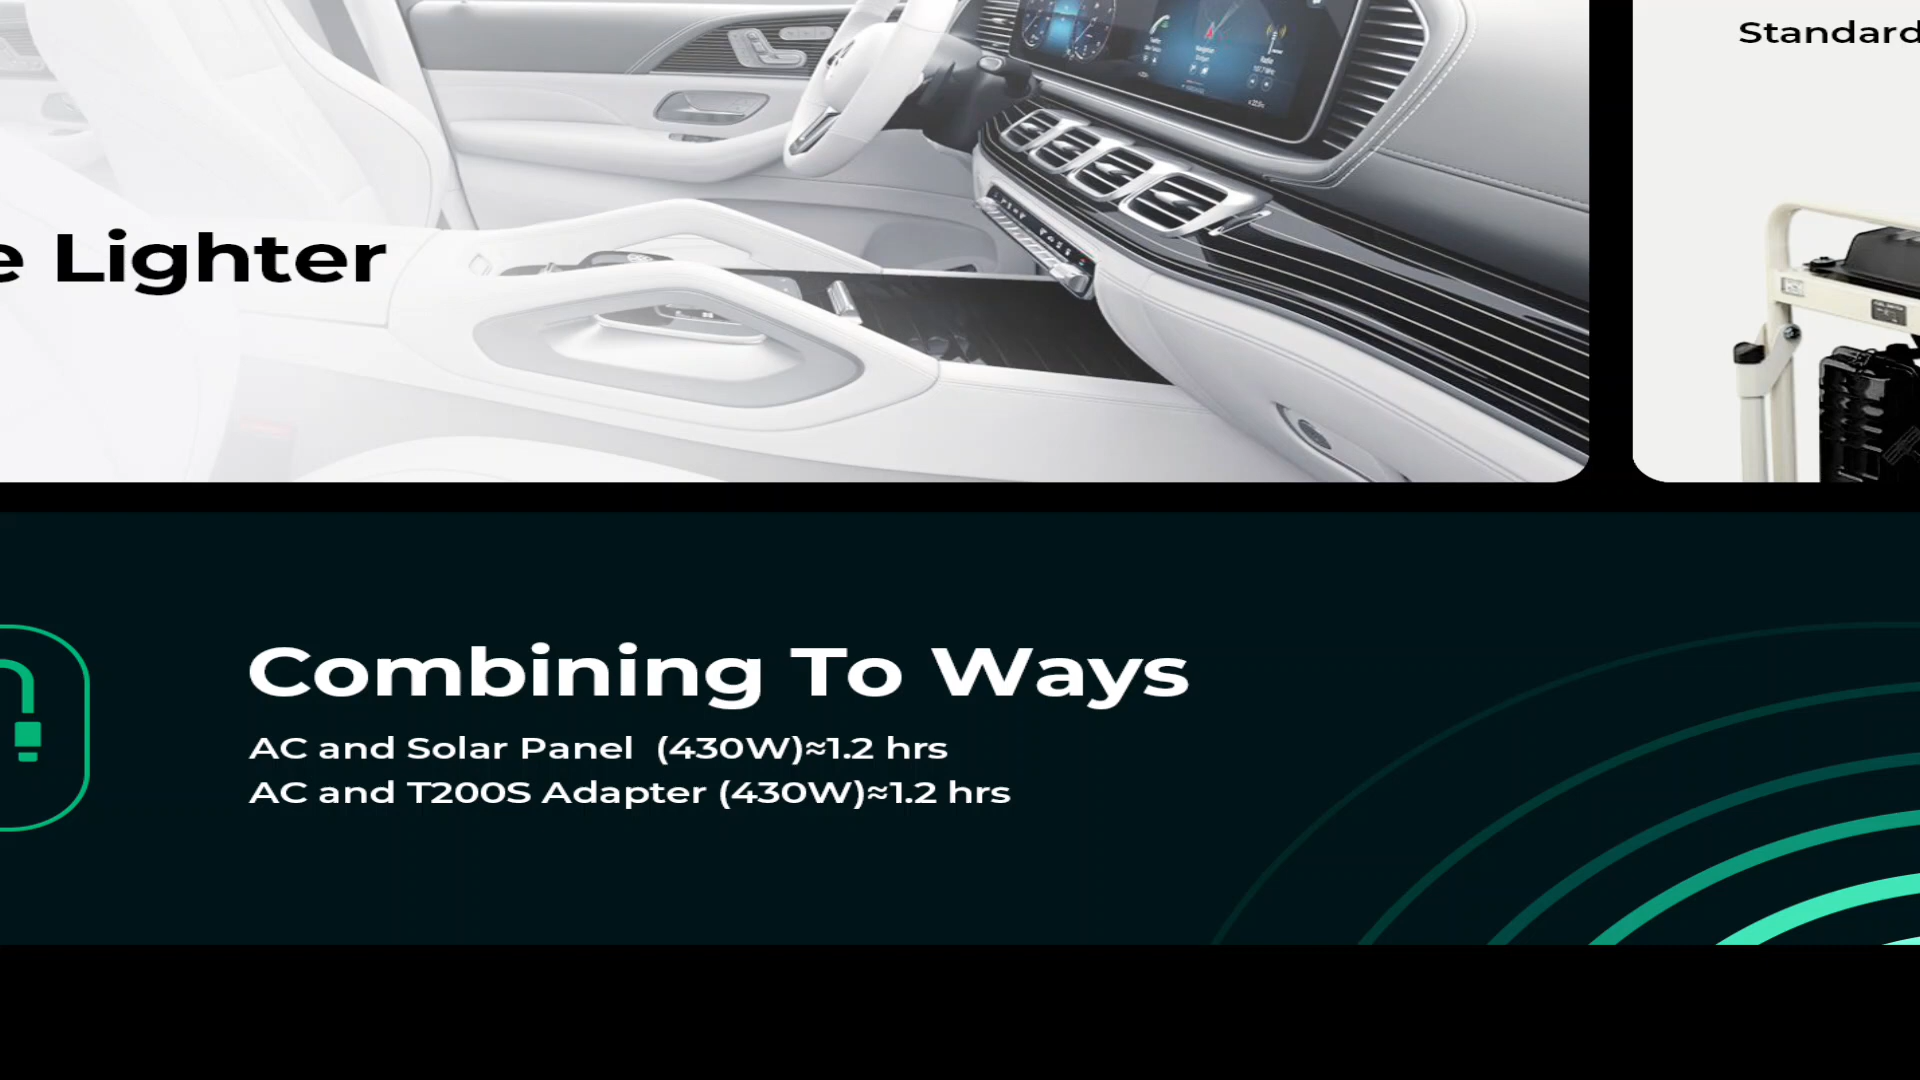 Standard
e Lighter
Combining To Ways
AC and Solar Panel (430W)≈1.2 hrs
AC and T200S Adapter (430W)≈1.2 hrs